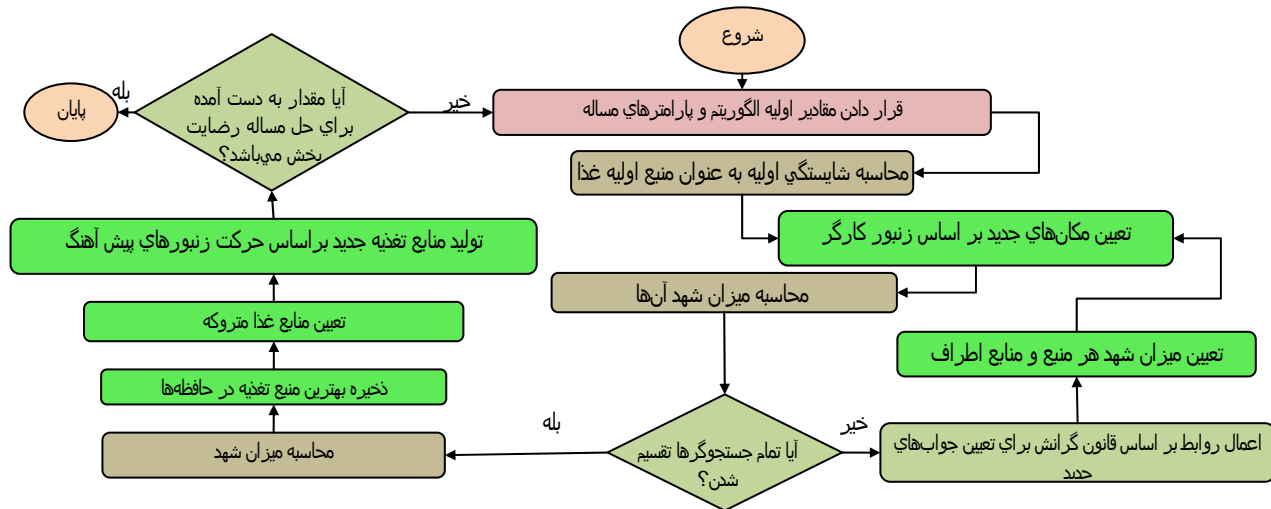 شروع
قرار دادن مقادير اوليه الگوريتم و پارامترهاي مساله
محاسبه شايستگي اوليه به عنوان منبع اوليه غذا
تعيين مكان‌هاي جديد بر اساس زنبور كارگر
محاسبه ميزان شهد آن‌ها
آيا تمام جستجوگرها تقسيم
شدن؟
خير
اعمال روابط بر اساس قانون گرانش براي تعيين جواب‌هاي
جديد
تعيين ميزان شهد هر منبع و منابع اطراف
بله
محاسبه ميزان شهد
ذخيره بهترين منبع تغذيه در حافظه‌ها
تعيين منابع غذا متروكه
توليد منابع تغذيه جديد براساس حركت زنبورهاي پيش آهنگ
آيا مقدار به دست آمده
براي حل مساله رضايت
بخش مي‌باشد؟
خير
بله
پايان